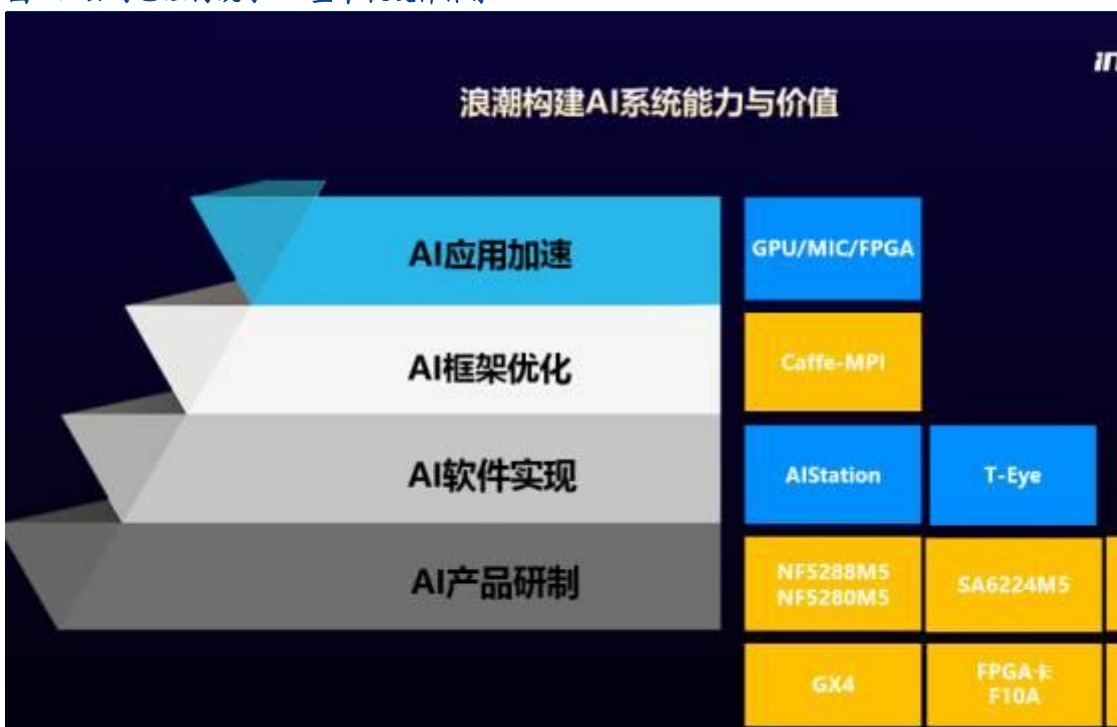 浪潮构建AI系统能力与价值
AI应用加速
GPU/MIC/FPGA
AI框架优化
Caffe-MPI
AI软件实现
AIStation
T-Eye
AI产品研制
NF5288M5
NF5280M5
SA6224M5
GX4
FPGA卡
F10A